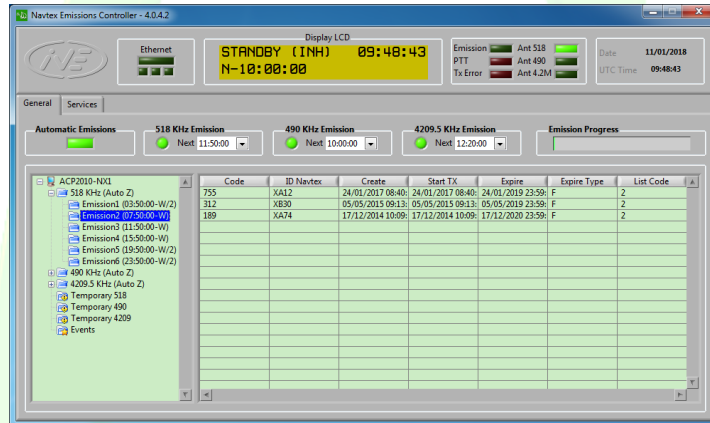 Navtex Emissions Controller - 4.0.4.2
Display LCD
Ethernet
STANDBY (INH) 09:48:43
N-10:00:00
Emission Ant 518
PTT Ant 490
Tx Error Ant 4.2M
Date 11/01/2018
UTC Time 09:48:43
General Services
Automatic Emissions
518 KHz Emission
Next 11:50:00
490 KHz Emission
Next 10:00:00
4209.5 KHz Emission
Next 12:20:00
Emission Progress
ACP2010-NX1
518 KHz (Auto Z)
Emission1 (03:50:00-W/2)
Emission2 (07:50:00-W)
Emission3 (11:50:00-W)
Emission4 (15:50:00-W)
Emission5 (19:50:00-W/2)
Emission6 (23:50:00-W/2)
490 KHz (Auto Z)
4209.5 KHz (Auto Z)
Temporary 518
Temporary 490
Temporary 4209
Events
Code ID Navtex Create Start TX Expire Expire Type List Code
755 XA12 24/01/2017 08:40: 24/01/2017 08:40: 24/01/2019 23:59: F 2
312 XB30 05/05/2015 09:13: 05/05/2015 09:13: 05/05/2019 23:59: F 2
189 XA74 17/12/2014 10:09: 17/12/2014 10:09: 17/12/2020 23:59: F 2